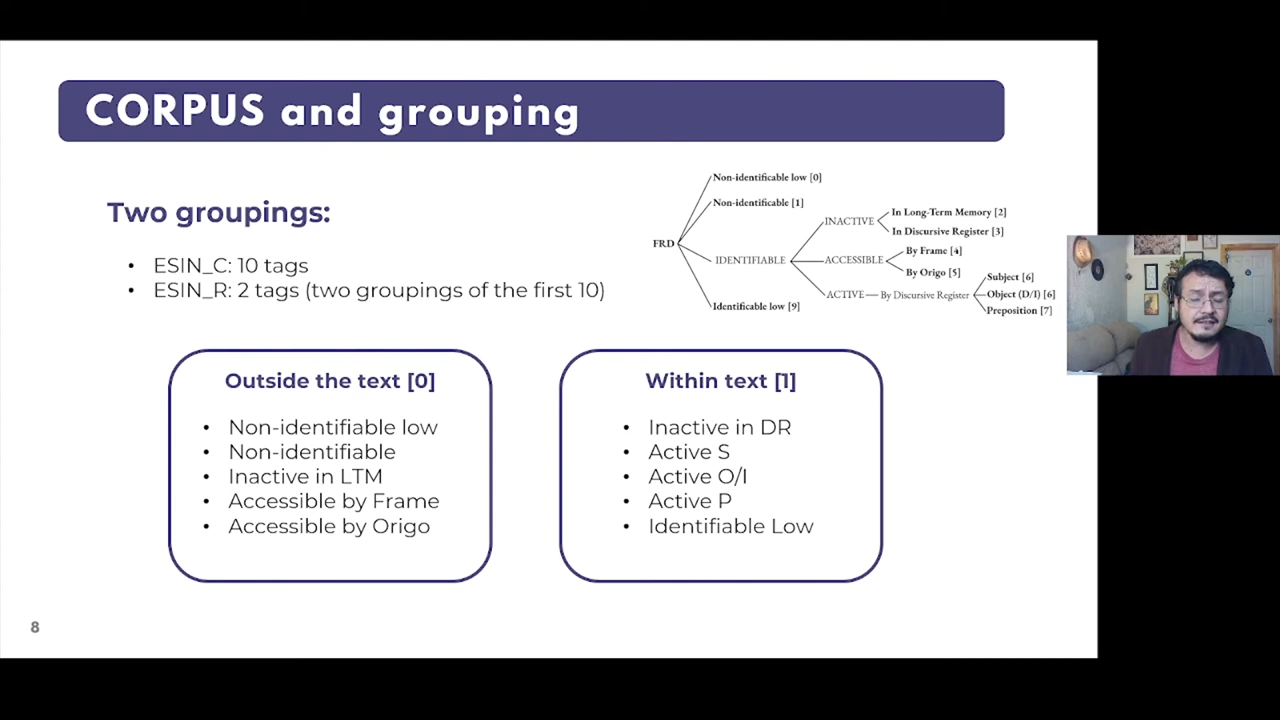 CORPUS and grouping
Two groupings:
• ESIN_C: 10 tags
• ESIN_R: 2 tags (two groupings of the first 10)
FRD
Non-identificable low [0]
Non-identificable [1]
IDENTIFIABLE
INACTIVE
In Long-Term Memory [2]
In Discursive Register [3]
ACCESSIBLE
By Frame [4]
By Origo [5]
ACTIVE
By Discursive Register
Subject [6]
Object (D/I) [6]
Preposition [7]
Identificable low [9]
Outside the text [0]
• Non-identifiable low
• Non-identifiable
• Inactive in LTM
• Accessible by Frame
• Accessible by Origo
Within text [1]
• Inactive in DR
• Active S
• Active O/I
• Active P
• Identifiable Low
8